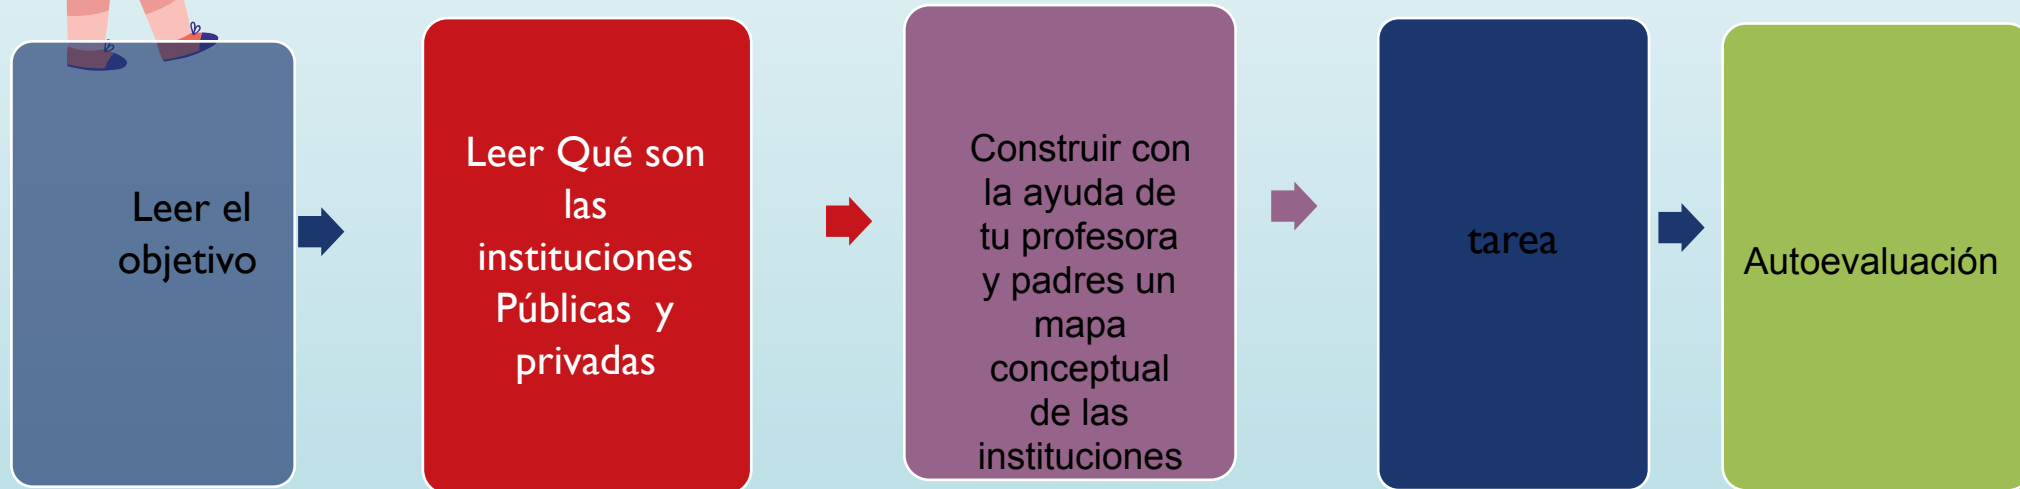 Leer el
objetivo
Leer Qué son
las
instituciones
Públicas y
privadas
Construir con
la ayuda de
tu profesora
y padres un
mapa
conceptual
de las
instituciones
tarea
Autoevaluación